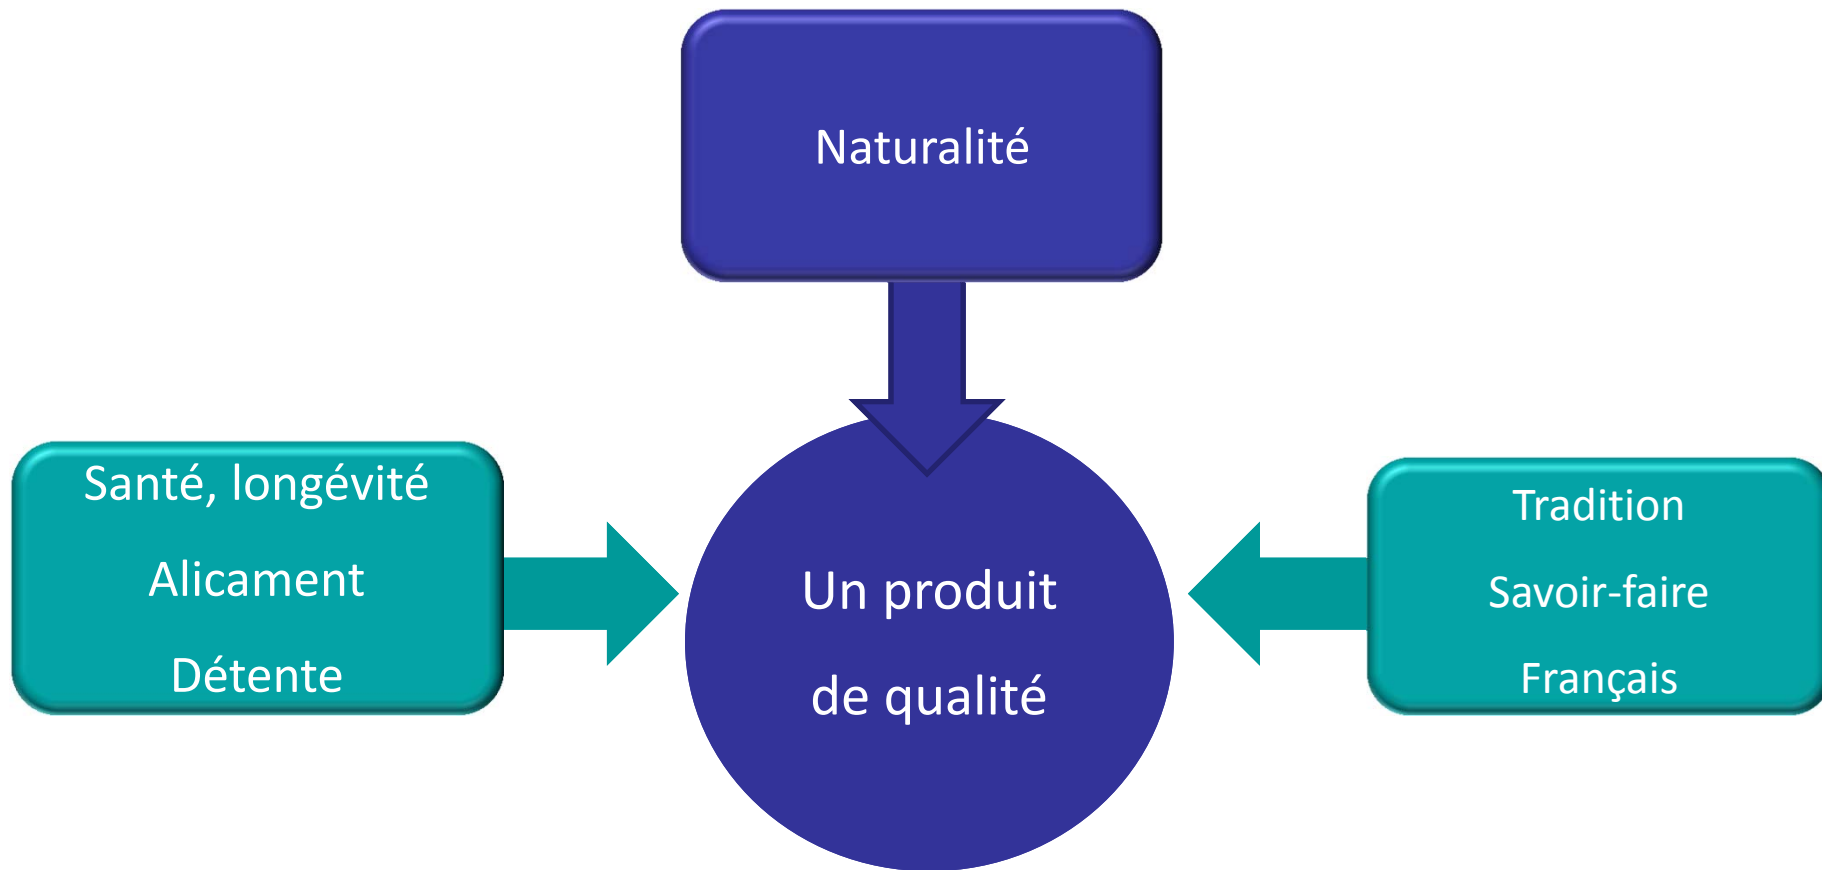 Naturalité
Santé, longévité
Alicament
Détente
Un produit
de qualité
Tradition
Savoir-faire
Français